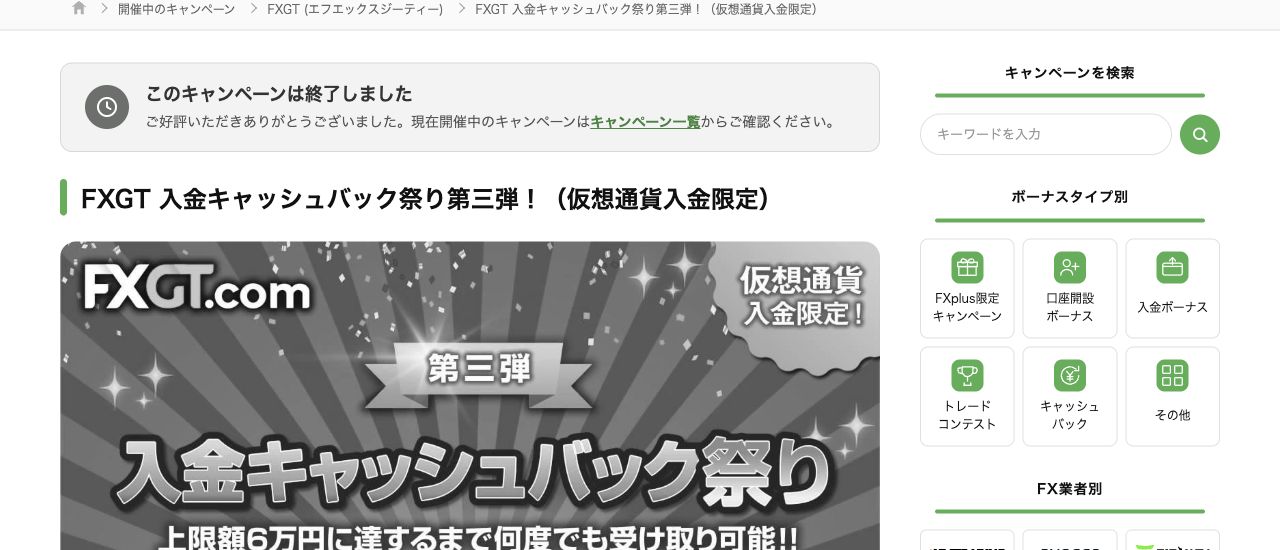 開催中のキャンペーン
FXGT (エフエックスジーティー)
FXGT 入金キャッシュバック祭り第三弾！（仮想通貨入金限定）
このキャンペーンは終了しました
ご好評いただきありがとうございました。現在開催中のキャンペーンはキャンペーン一覧からご確認ください。
FXGT 入金キャッシュバック祭り第三弾！（仮想通貨入金限定）
FXGT.com
仮想通貨
入金限定!
第三弾
入金キャッシュバック祭り
上限額6万円に達するまで何度でも受け取り可能!!
キャンペーンを検索
キーワードを入力
ボーナスタイプ別
FXplus限定
キャンペーン
口座開設
ボーナス
入金ボーナス
トレード
コンテスト
キャッシュ
バック
その他
FX業者別